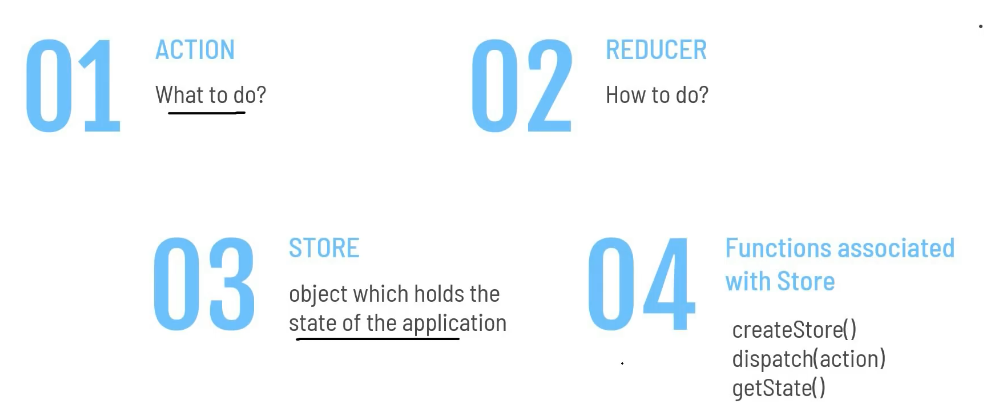 01
ACTION
What to do?
02
REDUCER
How to do?
03
STORE
object which holds the
state of the application
04
Functions associated
with Store
createStore()
dispatch(action)
getState()